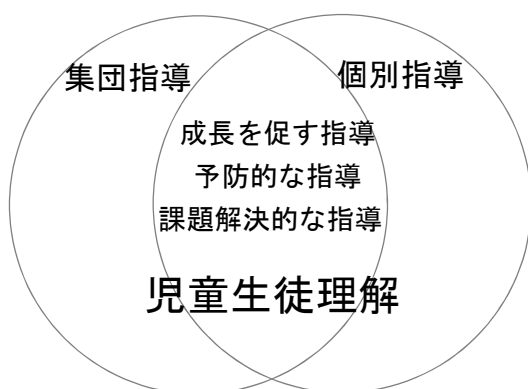 集団指導
個別指導
成長を促す指導
予防的な指導
課題解決的な指導
児童生徒理解